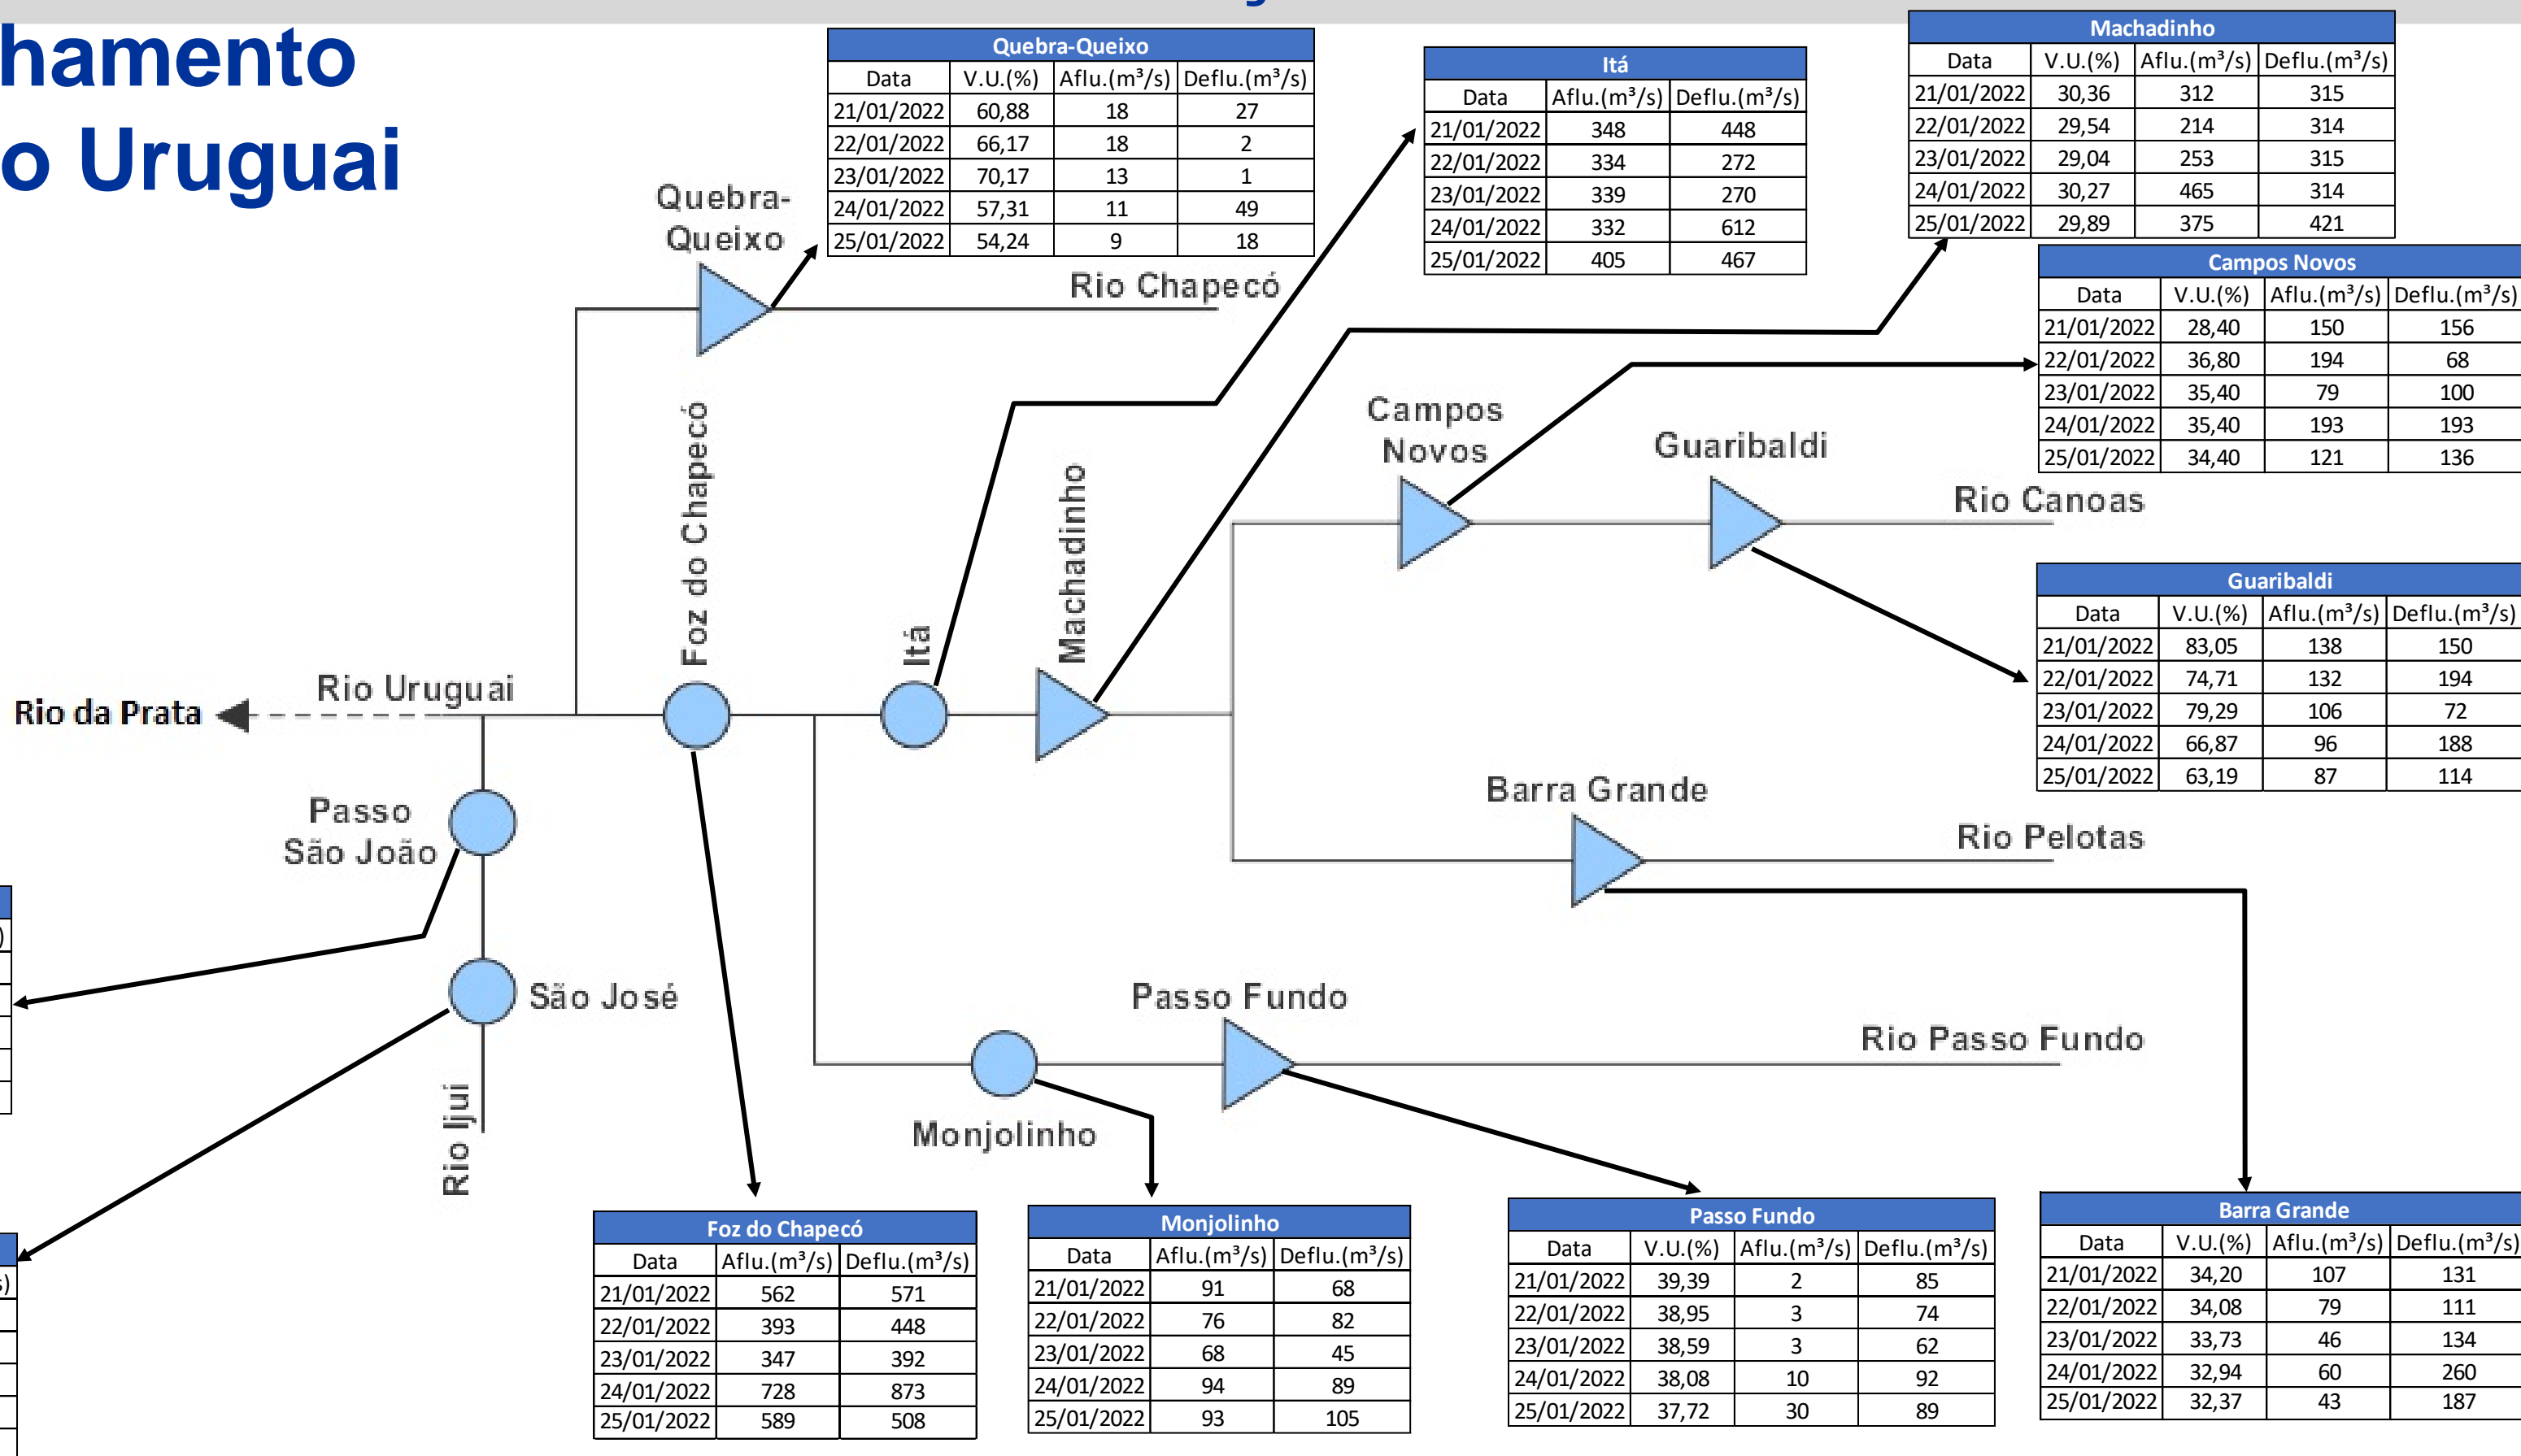 hamento
o Uruguai
Quebra-Queixo
Data V.U.(%) Aflu.(m³/s) Deflu.(m³/s)
21/01/2022 60,88 18 27
22/01/2022 66,17 18 2
23/01/2022 70,17 13 1
24/01/2022 57,31 11 49
25/01/2022 54,24 9 18
Itá
Data Aflu.(m³/s) Deflu.(m³/s)
21/01/2022 348 448
22/01/2022 334 272
23/01/2022 339 270
24/01/2022 332 612
25/01/2022 405 467
Machadinho
Data V.U.(%) Aflu.(m³/s) Deflu.(m³/s)
21/01/2022 30,36 312 315
22/01/2022 29,54 214 314
23/01/2022 29,04 253 315
24/01/2022 30,27 465 314
25/01/2022 29,89 375 421
Campos Novos
Data V.U.(%) Aflu.(m³/s) Deflu.(m³/s)
21/01/2022 28,40 150 156
22/01/2022 36,80 194 68
23/01/2022 35,40 79 100
24/01/2022 35,40 193 193
25/01/2022 34,40 121 136
Quebra-
Queixo
Rio Chapecó
Foz do Chapecó
Itá
Machadinho
Campos
Novos
Guaribaldi
Rio Canoas
Guaribaldi
Data V.U.(%) Aflu.(m³/s) Deflu.(m³/s)
21/01/2022 83,05 138 150
22/01/2022 74,71 132 194
23/01/2022 79,29 106 72
24/01/2022 66,87 96 188
25/01/2022 63,19 87 114
Rio da Prata
Rio Uruguai
Passo
São João
Barra Grande
Rio Pelotas
São José
Rio Ijui
Passo Fundo
Rio Passo Fundo
Monjolinho
Foz do Chapecó
Data Aflu.(m³/s) Deflu.(m³/s)
21/01/2022 562 571
22/01/2022 393 448
23/01/2022 347 392
24/01/2022 728 873
25/01/2022 589 508
Monjolinho
Data Aflu.(m³/s) Deflu.(m³/s)
21/01/2022 91 68
22/01/2022 76 82
23/01/2022 68 45
24/01/2022 94 89
25/01/2022 93 105
Passo Fundo
Data V.U.(%) Aflu.(m³/s) Deflu.(m³/s)
21/01/2022 39,39 2 85
22/01/2022 38,95 3 74
23/01/2022 38,59 3 62
24/01/2022 38,08 10 92
25/01/2022 37,72 30 89
Barra Grande
Data V.U.(%) Aflu.(m³/s) Deflu.(m³/s)
21/01/2022 34,20 107 131
22/01/2022 34,08 79 111
23/01/2022 33,73 46 134
24/01/2022 32,94 60 260
25/01/2022 32,37 43 187
)
s)